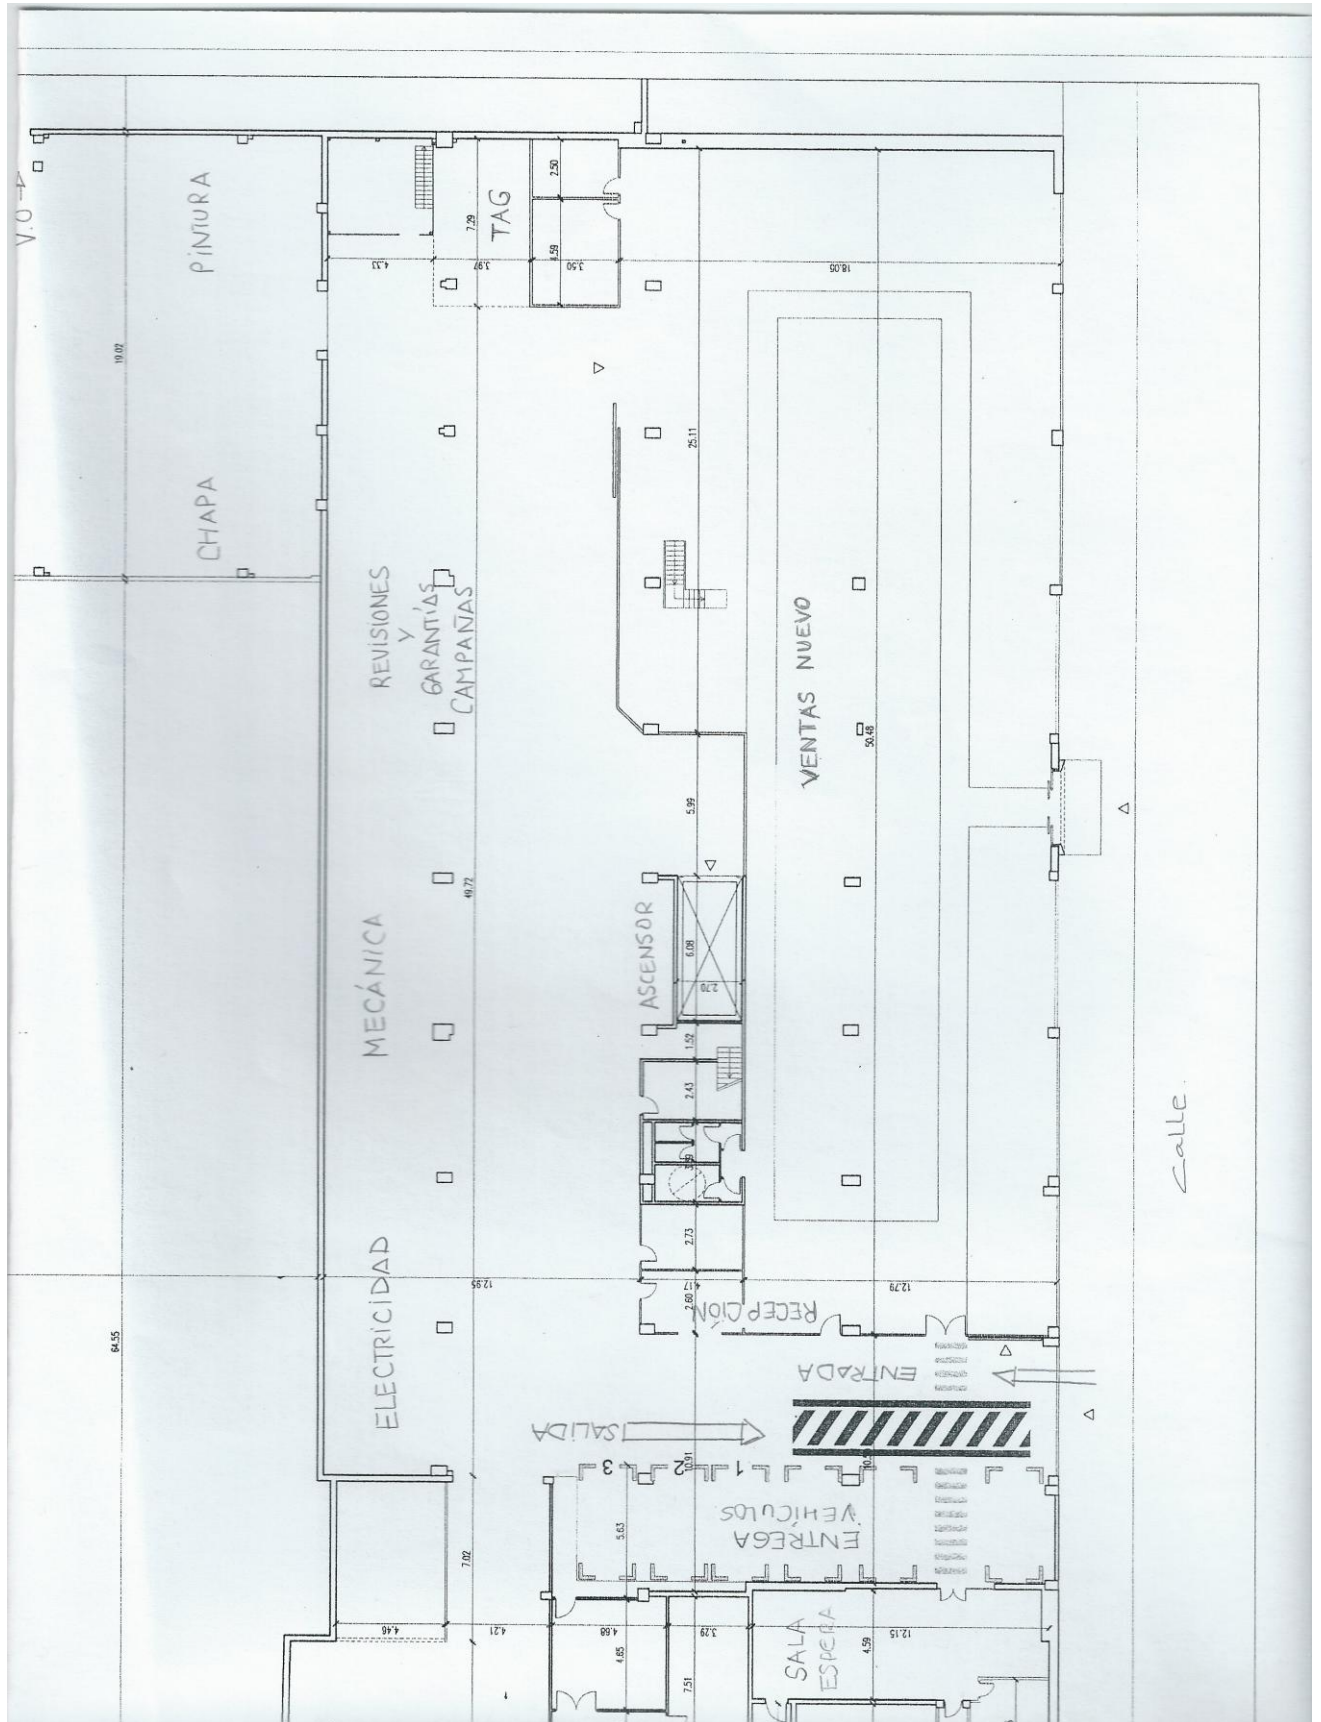 V.O
PINTURA
TAG
2.50
7.29
4.59
4.33
3.97
3.50
18.05
19.02
25.11
CHAPA
REVISIONES
Y
GARANTÍAS
CAMPAÑAS
VENTAS NUEVO
50.48
5.99
49.72
MECÁNICA
ASCENSOR
6.08
2.70
1.52
2.43
Calle.
2.73
ELECTRICIDAD
12.95
4.17
12.79
2.60
RECEPCIÓN
64.55
ENTRADA
SALIDA
10.91
3
2
1
5.63
ENTREGA
VEHÍCULOS
7.02
4.46
4.21
4.68
3.29
12.15
SALA
ESPERA
4.59
4.65
7.51
1